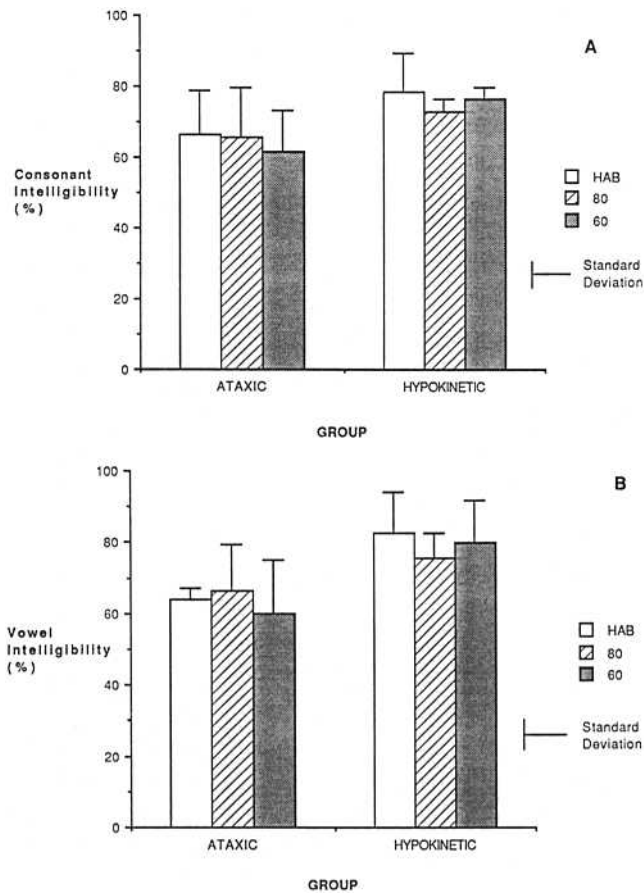 A
100
80
60
40
20
0
Consonant
Intelligibility
(%)
HAB
80
60
Standard
Deviation
ATAXIC
HYPOKINETIC
GROUP
B
100
80
60
40
20
0
Vowel
Intelligibility
(%)
HAB
80
60
Standard
Deviation
ATAXIC
HYPOKINETIC
GROUP